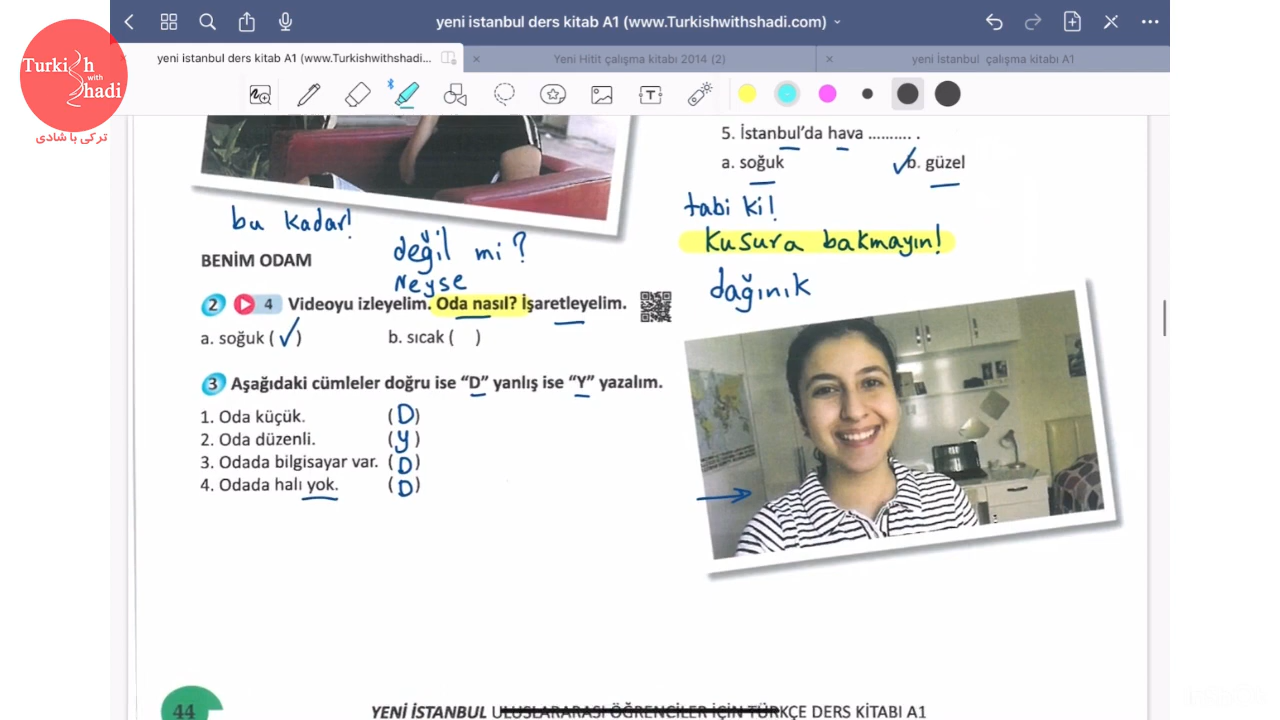 yeni istanbul ders kitab A1 (www.Turkishwithshadi.com)
yeni istanbul ders kitab A1 (www.Turkishwithshadi...
Yeni Hitit çalışma kitabı 2014 (2)
yeni İstanbul çalışma kitabı A1
Turkish
with
Shadi
ترکی با شادی
5. İstanbul’da hava .......... .
a. soğuk
b. güzel
bu kadar!
tabi ki!
değil mi?
Kusura bakmayın!
BENİM ODAM
Neyse
dağınık
2 4 Videoyu izleyelim. Oda nasıl? İşaretleyelim.
a. soğuk (✓) b. sıcak ( )
3 Aşağıdaki cümleler doğru ise “D” yanlış ise “Y” yazalım.
1. Oda küçük. (D)
2. Oda düzenli. (y)
3. Odada bilgisayar var. (D)
4. Odada halı yok. (D)
44
YENİ İSTANBUL ULUSLARARASI ÖĞRENCİLER İÇİN TÜRKÇE DERS KİTABI A1